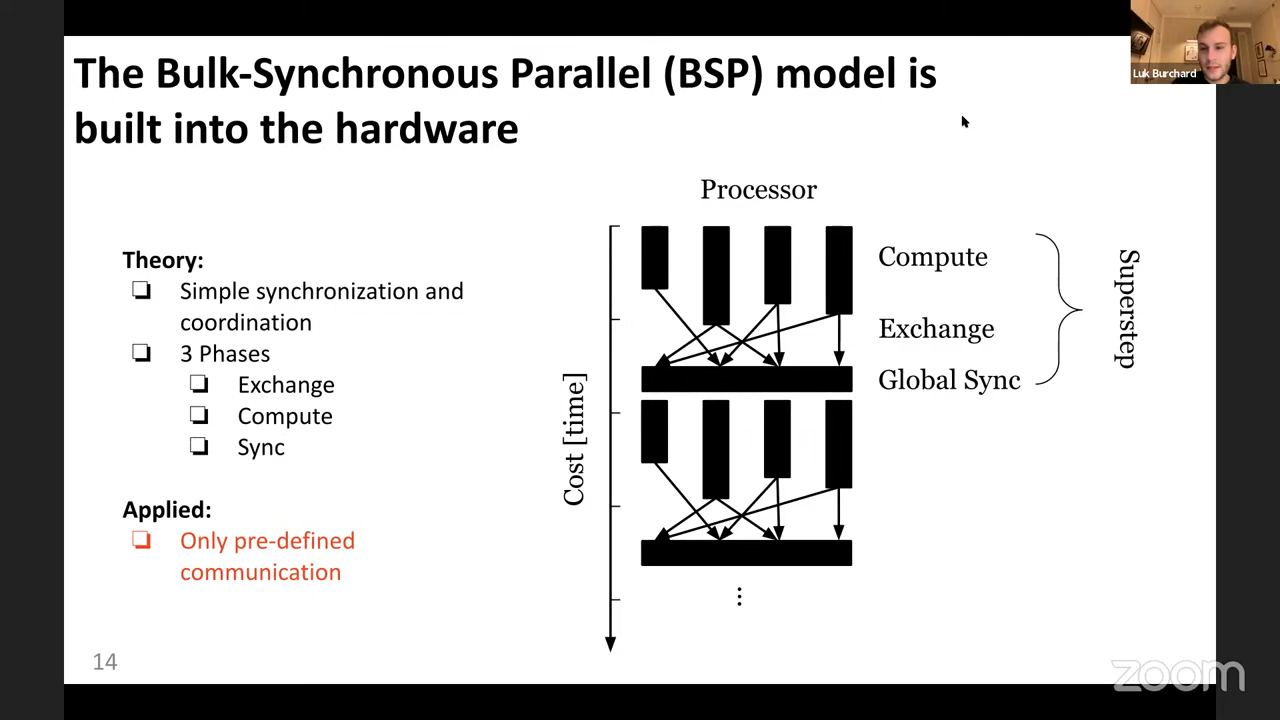 The Bulk-Synchronous Parallel (BSP) model is
built into the hardware
Luk Burchard
Theory:
Simple synchronization and
coordination
3 Phases
Exchange
Compute
Sync
Applied:
Only pre-defined
communication
Processor
Compute
Exchange
Global Sync
Superstep
Cost [time]
⋮
14
zoom